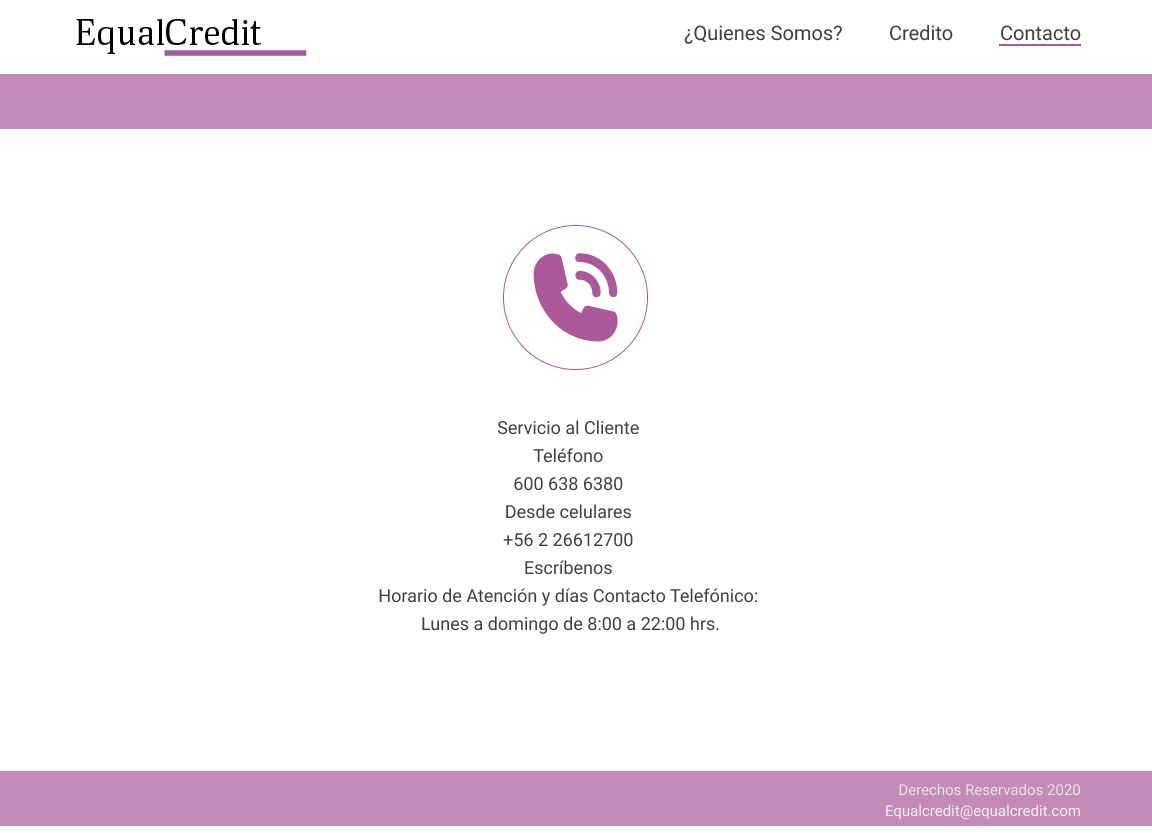 EqualCredit
¿Quienes Somos? Credito Contacto
Servicio al Cliente
Teléfono
600 638 6380
Desde celulares
+56 2 26612700
Escríbenos
Horario de Atención y días Contacto Telefónico:
Lunes a domingo de 8:00 a 22:00 hrs.
Derechos Reservados 2020
Equalcredit@equalcredit.com